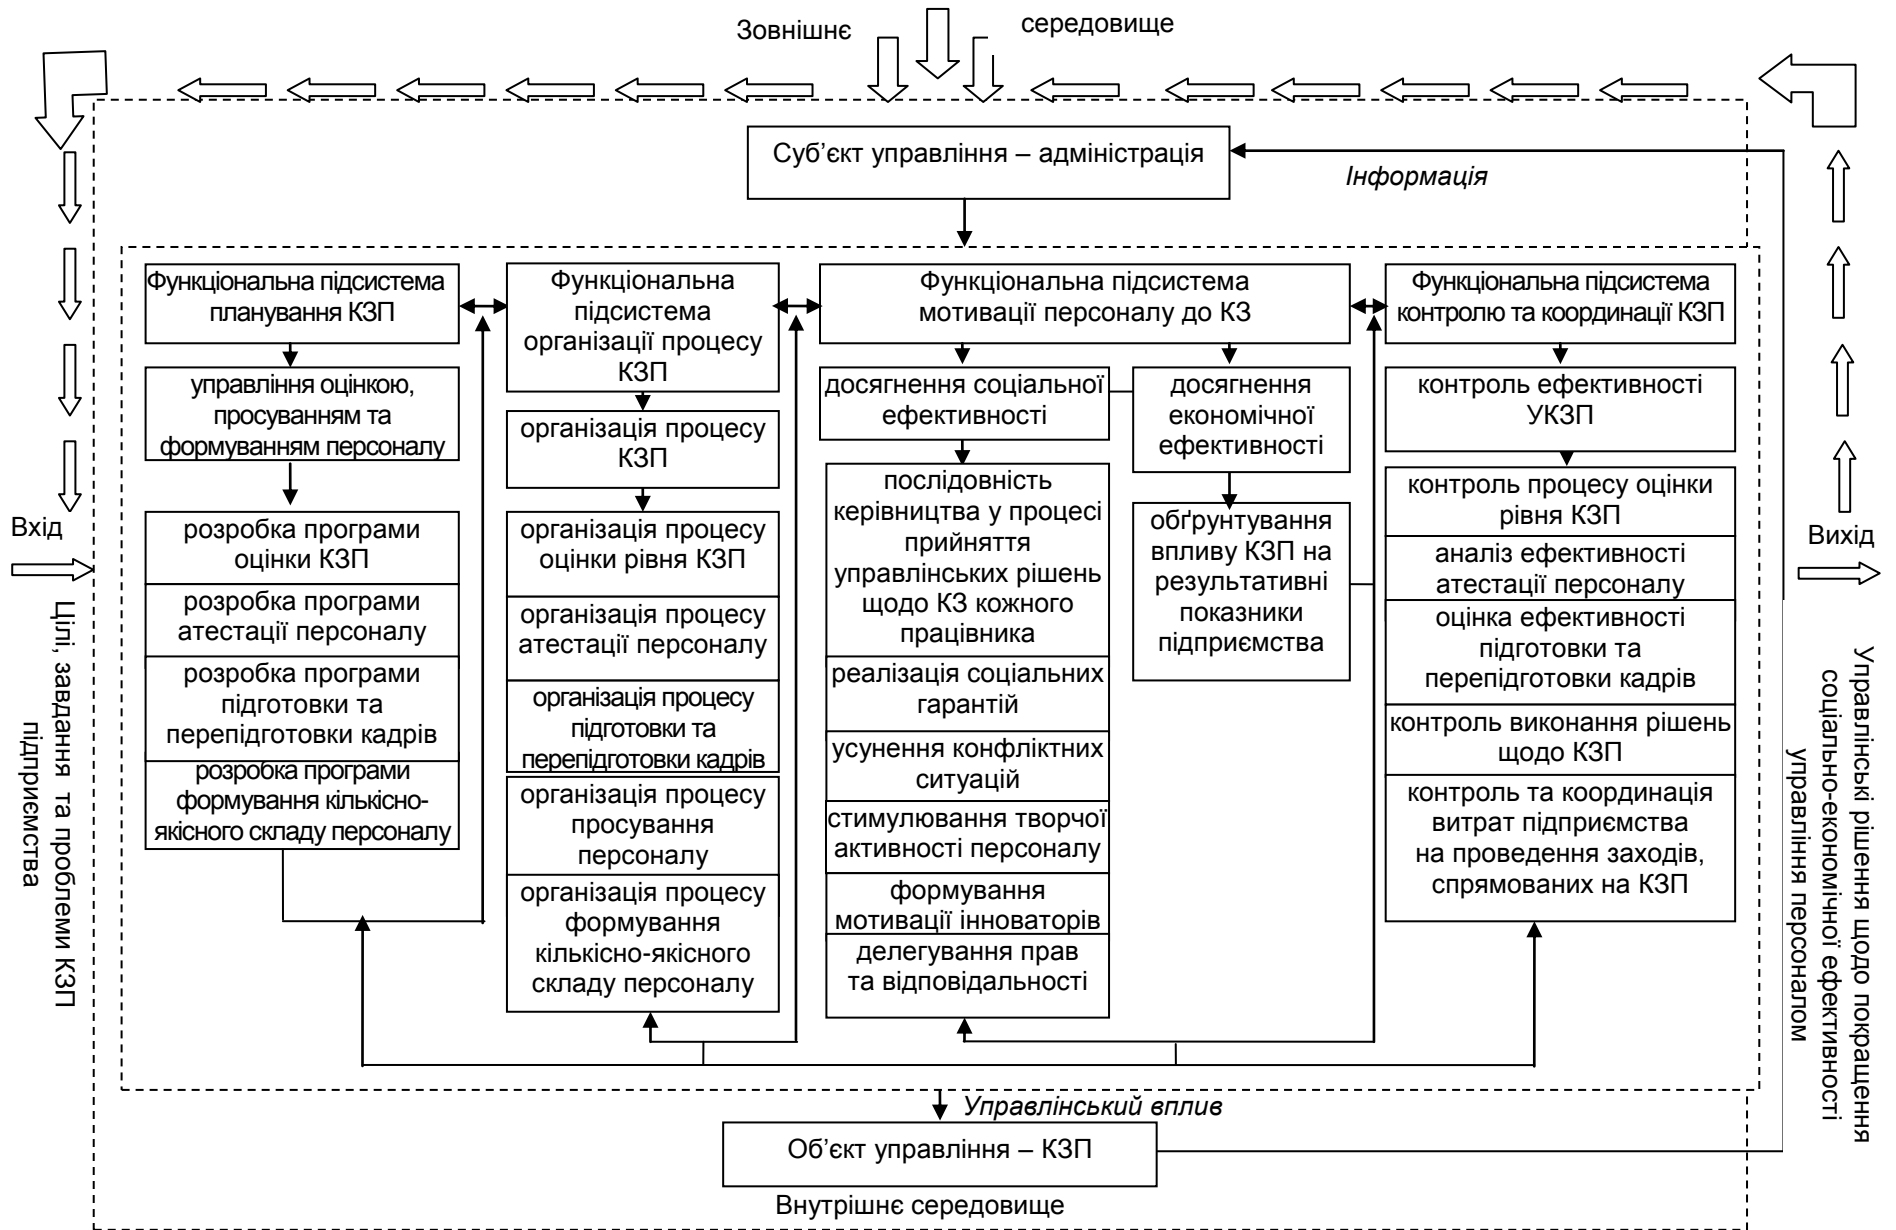 Зовнішнє середовище
Суб’єкт управління – адміністрація
Інформація
Функціональна підсистема
планування КЗП
управління оцінкою,
просуванням та
формуванням персоналу
розробка програми
оцінки КЗП
розробка програми
атестації персоналу
розробка програми
підготовки та
перепідготовки кадрів
розробка програми
формування кількісно-
якісного складу персоналу
Функціональна
підсистема
організації процесу
КЗП
організація процесу
КЗП
організація процесу
оцінки рівня КЗП
організація процесу
атестації персоналу
організація процесу
підготовки та
перепідготовки кадрів
організація процесу
просування
персоналу
організація процесу
формування
кількісно-якісного
складу персоналу
Функціональна підсистема
мотивації персоналу до КЗ
досягнення соціальної
ефективності
послідовність
керівництва у процесі
прийняття
управлінських рішень
щодо КЗ кожного
працівника
реалізація соціальних
гарантій
усунення конфліктних
ситуацій
стимулювання творчої
активності персоналу
формування
мотивації інноваторів
делегування прав
та відповідальності
досягнення
економічної
ефективності
обґрунтування
впливу КЗП на
результативні
показники
підприємства
Функціональна підсистема
контролю та координації КЗП
контроль ефективності
УКЗП
контроль процесу оцінки
рівня КЗП
аналіз ефективності
атестації персоналу
оцінка ефективності
підготовки та
перепідготовки кадрів
контроль виконання рішень
щодо КЗП
контроль та координація
витрат підприємства
на проведення заходів,
спрямованих на КЗП
Вхід
Цілі, завдання та проблеми КЗП
підприємства
Вихід
Управлінські рішення щодо покращення
соціально-економічної ефективності
управління персоналом
Управлінський вплив
Об’єкт управління – КЗП
Внутрішнє середовище